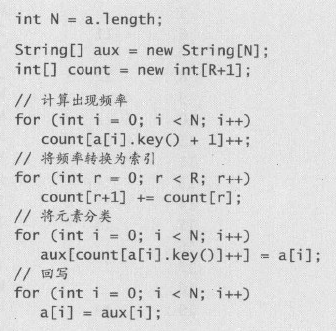 int N = a.length;
String[] aux = new String[N];
int[] count = new int[R+1];
// 计算出现频率
for (int i = 0; i < N; i++)
count[a[i].key() + 1]++;
// 将频率转换为索引
for (int r = 0; r < R; r++)
count[r+1] += count[r];
// 将元素分类
for (int i = 0; i < N; i++)
aux[count[a[i].key()]++] = a[i];
// 回写
for (int i = 0; i < N; i++)
a[i] = aux[i];